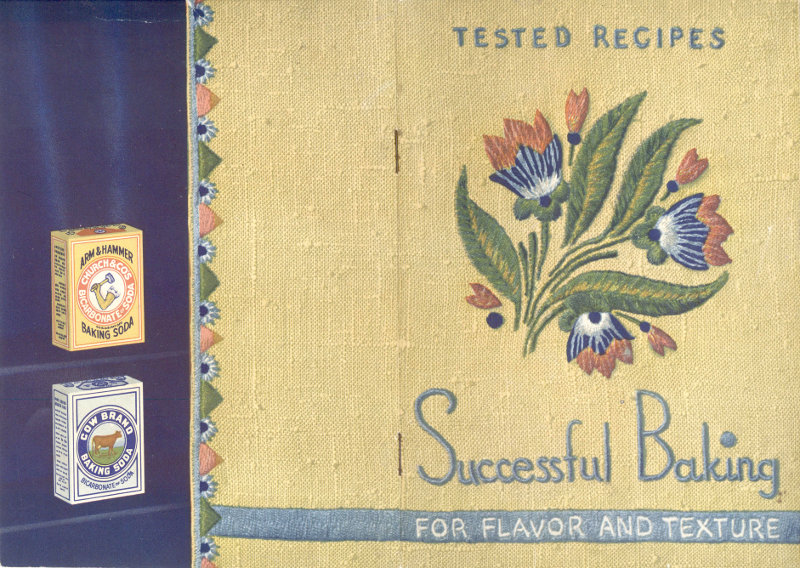 ARM & HAMMER
CHURCH & CO'S
BICARBONATE OF SODA
BAKING SODA
COW BRAND
BAKING SODA
BICARBONATE OF SODA
TESTED RECIPES
Successful Baking
FOR FLAVOR AND TEXTURE